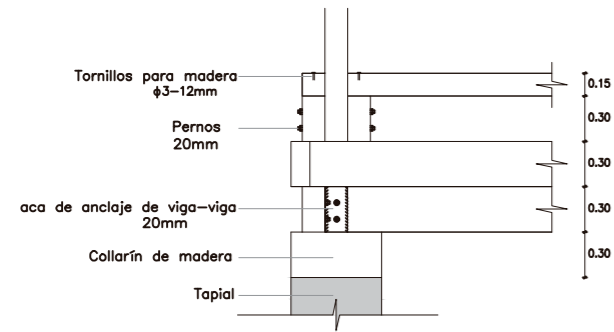 Tornillos para madera
ϕ3-12mm
Pernos
20mm
aca de anclaje de viga-viga
20mm
Collarín de madera
Tapial
0.15
0.30
0.30
0.30
0.30